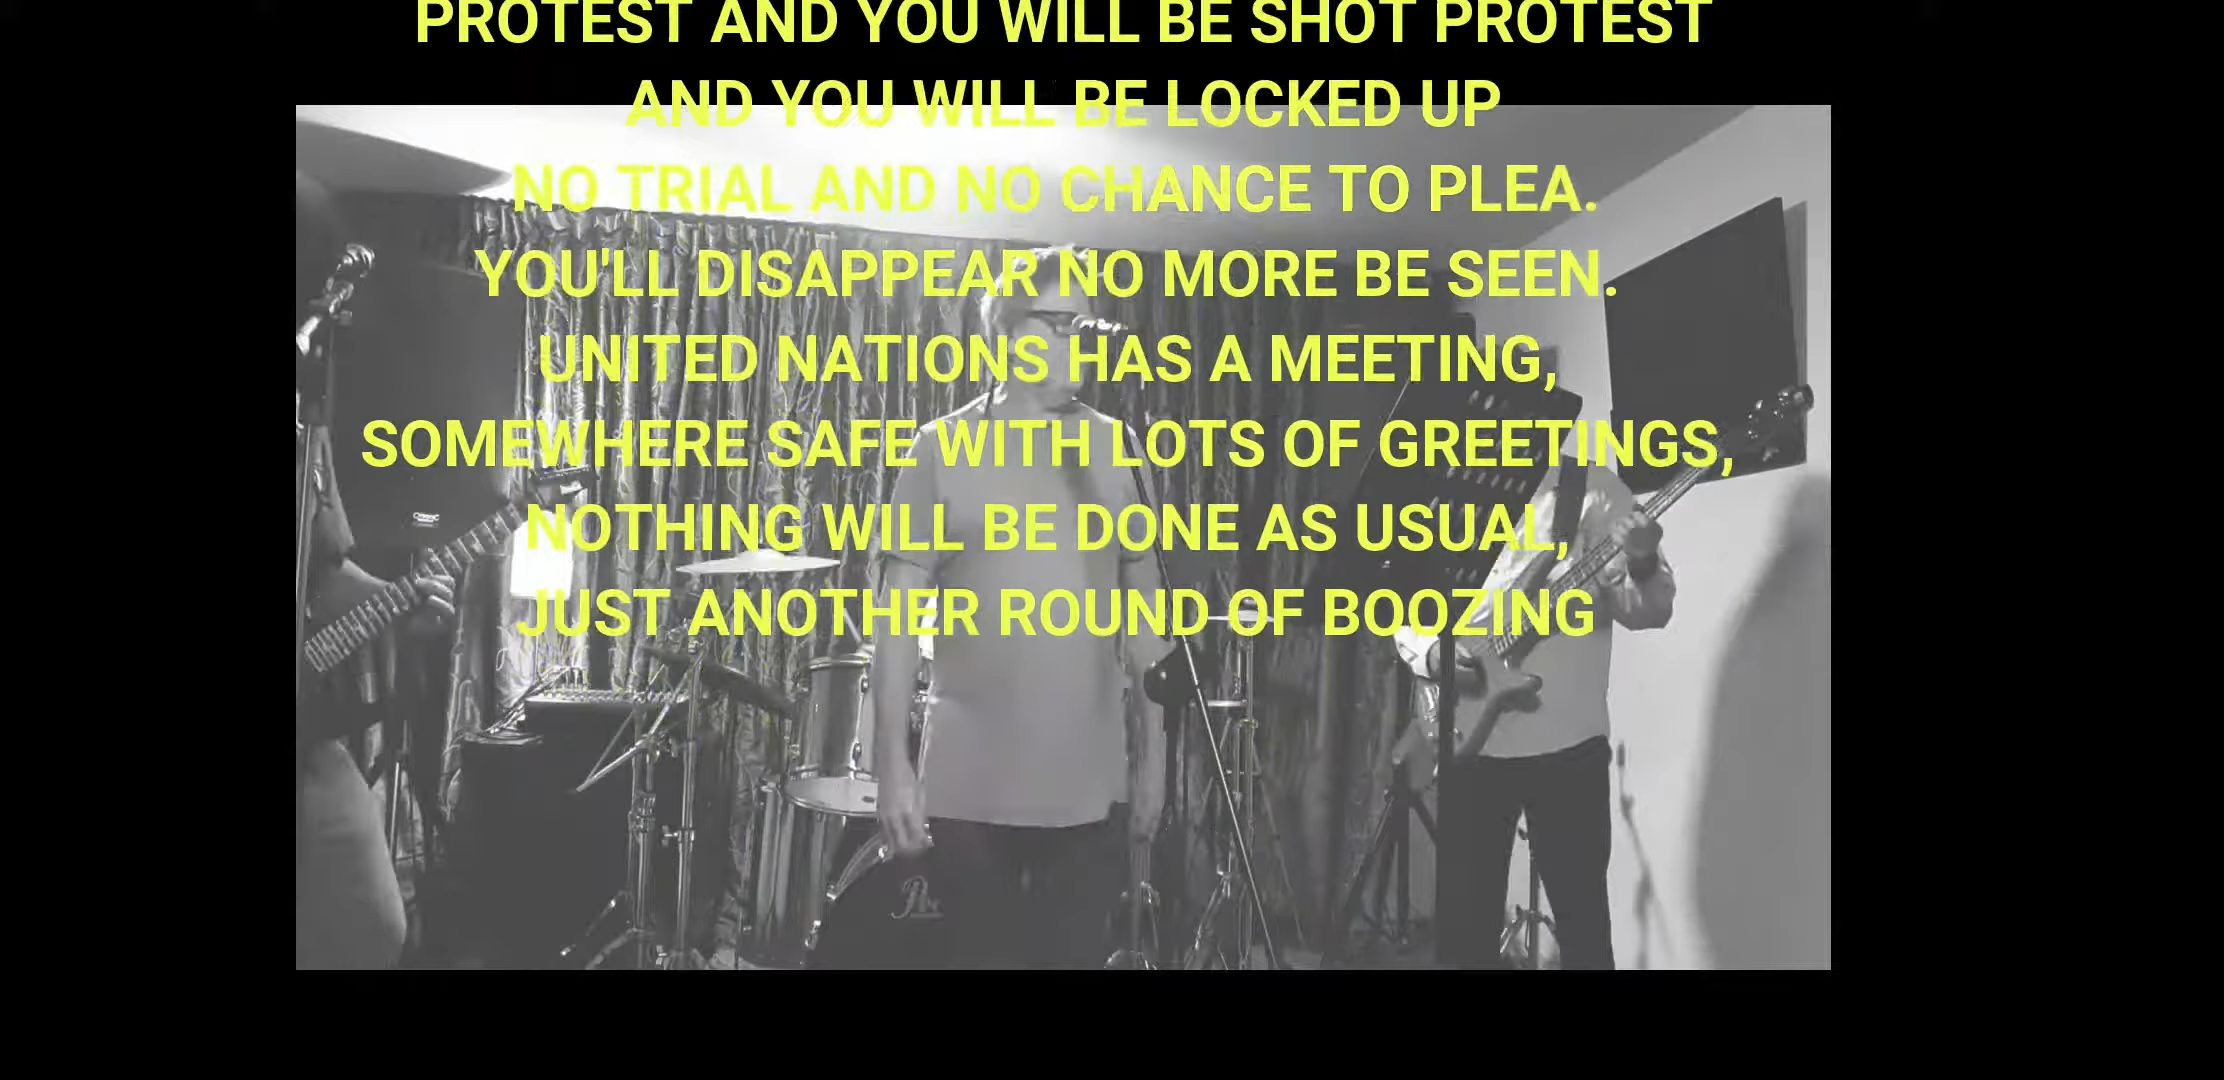 PROTEST AND YOU WILL BE SHOT PROTEST
AND YOU WILL BE LOCKED UP
NO TRIAL AND NO CHANCE TO PLEA.
YOU'LL DISAPPEAR NO MORE BE SEEN.
UNITED NATIONS HAS A MEETING,
SOMEWHERE SAFE WITH LOTS OF GREETINGS,
NOTHING WILL BE DONE AS USUAL,
JUST ANOTHER ROUND OF BOOZING